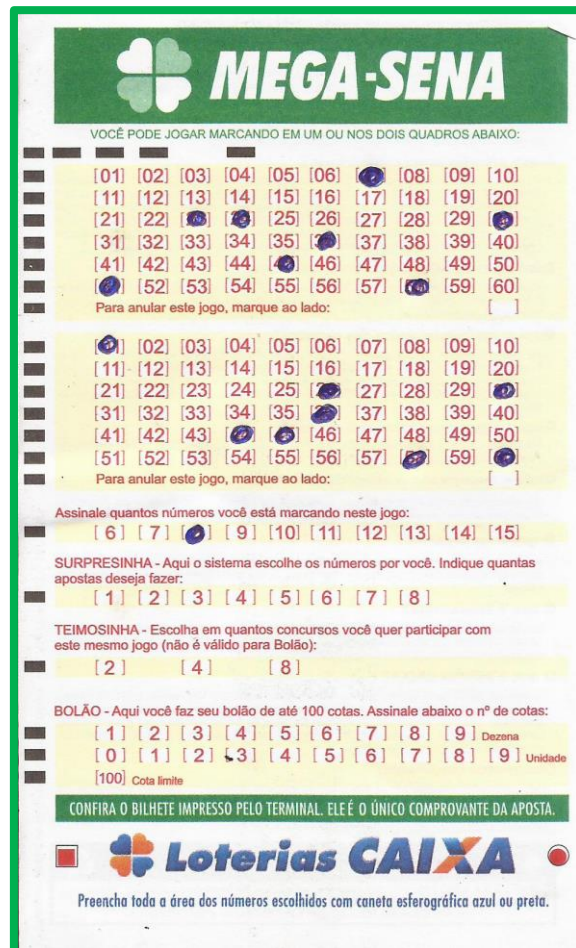 MEGA-SENA
VOCÊ PODE JOGAR MARCANDO EM UM OU NOS DOIS QUADROS ABAIXO:
[01] [02] [03] [04] [05] [06] [08] [09] [10]
[11] [12] [13] [14] [15] [16] [17] [18] [19] [20]
[21] [22] [25] [26] [27] [28] [29]
[31] [32] [33] [34] [35] [37] [38] [39] [40]
[41] [42] [43] [44] [46] [47] [48] [49] [50]
[52] [53] [54] [55] [56] [57] [59] [60]
Para anular este jogo, marque ao lado: [ ]
[02] [03] [04] [05] [06] [07] [08] [09] [10]
[11] [12] [13] [14] [15] [16] [17] [18] [19] [20]
[21] [22] [23] [24] [25] [27] [28] [29]
[31] [32] [33] [34] [35] [37] [38] [39] [40]
[41] [42] [43] [46] [47] [48] [49] [50]
[51] [52] [53] [54] [55] [56] [57] [59]
Para anular este jogo, marque ao lado: [ ]
Assinale quantos números você está marcando neste jogo:
[ 6 ] [ 7 ] [ 9 ] [10] [11] [12] [13] [14] [15]
SURPRESINHA - Aqui o sistema escolhe os números por você. Indique quantas
apostas deseja fazer:
[ 1 ] [ 2 ] [ 3 ] [ 4 ] [ 5 ] [ 6 ] [ 7 ] [ 8 ]
TEIMOSINHA - Escolha em quantos concursos você quer participar com
este mesmo jogo (não é válido para Bolão):
[ 2 ] [ 4 ] [ 8 ]
BOLÃO - Aqui você faz seu bolão de até 100 cotas. Assinale abaixo o nº de cotas:
[ 1 ] [ 2 ] [ 3 ] [ 4 ] [ 5 ] [ 6 ] [ 7 ] [ 8 ] [ 9 ] Dezena
[ 0 ] [ 1 ] [ 2 ] [ 3 ] [ 4 ] [ 5 ] [ 6 ] [ 7 ] [ 8 ] [ 9 ] Unidade
[100] Cota limite
CONFIRA O BILHETE IMPRESSO PELO TERMINAL. ELE É O ÚNICO COMPROVANTE DA APOSTA.
Loterias CAIXA
Preencha toda a área dos números escolhidos com caneta esferográfica azul ou preta.